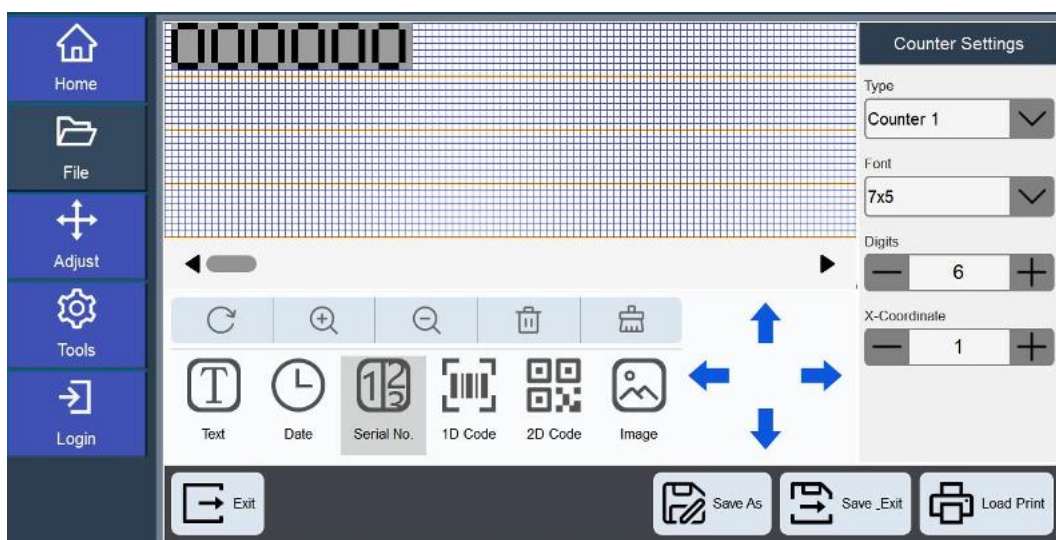 Home
File
Adjust
Tools
Login
000000
Counter Settings
Type
Counter 1
Font
7x5
Digits
6
X-Coordinate
1
Text
Date
Serial No.
1D Code
2D Code
Image
Exit
Save As
Save _Exit
Load Print